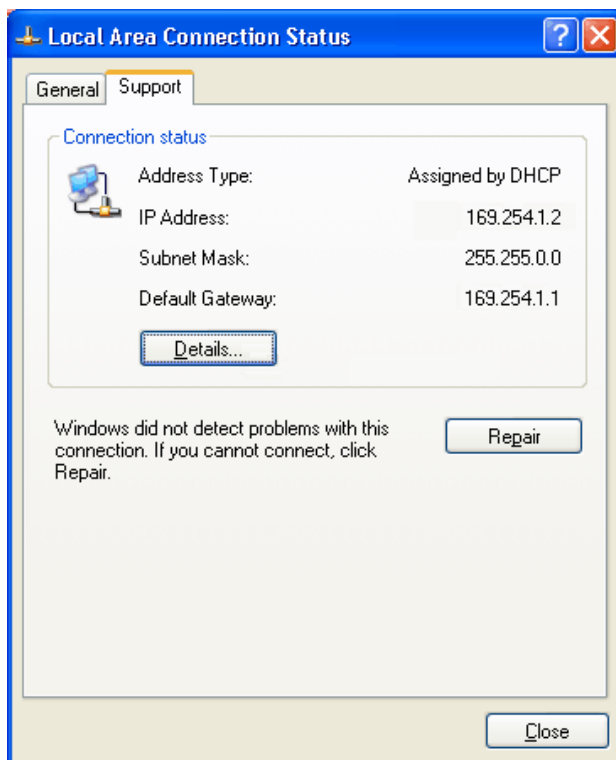 Local Area Connection Status
General
Support
Connection status
Address Type: Assigned by DHCP
IP Address: 169.254.1.2
Subnet Mask: 255.255.0.0
Default Gateway: 169.254.1.1
Details...
Windows did not detect problems with this
connection. If you cannot connect, click
Repair.
Repair
Close